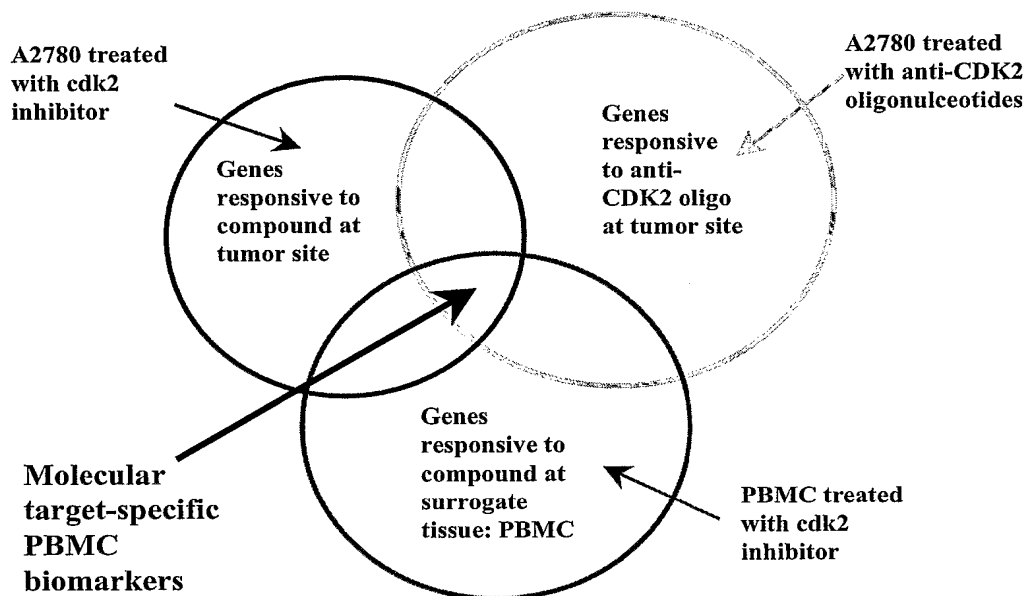 A2780 treated
with cdk2
inhibitor
A2780 treated
with anti-CDK2
oligonulceotides
Genes
responsive to
compound at
tumor site
Genes
responsive
to anti-
CDK2 oligo
at tumor site
Genes
responsive to
compound at
surrogate
tissue: PBMC
Molecular
target-specific
PBMC
biomarkers
PBMC treated
with cdk2
inhibitor